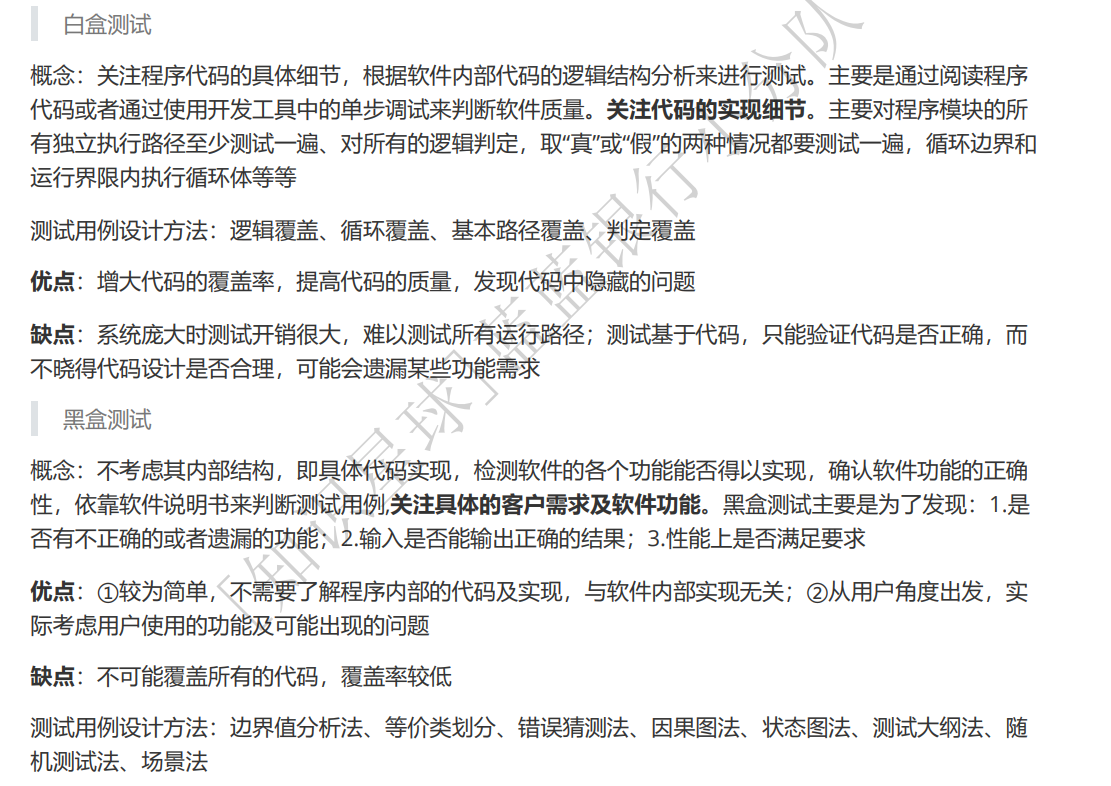 白盒测试
概念：关注程序代码的具体细节，根据软件内部代码的逻辑结构分析来进行测试。主要是通过阅读程序
代码或者通过使用开发工具中的单步调试来判断软件质量。关注代码的实现细节。主要对程序模块的所
有独立执行路径至少测试一遍、对所有的逻辑判定，取“真”或“假”的两种情况都要测试一遍，循环边界和
运行界限内执行循环体等等
测试用例设计方法：逻辑覆盖、循环覆盖、基本路径覆盖、判定覆盖
优点：增大代码的覆盖率，提高代码的质量，发现代码中隐藏的问题
缺点：系统庞大时测试开销很大，难以测试所有运行路径；测试基于代码，只能验证代码是否正确，而
不晓得代码设计是否合理，可能会遗漏某些功能需求
黑盒测试
概念：不考虑其内部结构，即具体代码实现，检测软件的各个功能能否得以实现，确认软件功能的正确
性，依靠软件说明书来判断测试用例,关注具体的客户需求及软件功能。黑盒测试主要是为了发现：1.是
否有不正确的或者遗漏的功能；2.输入是否能输出正确的结果；3.性能上是否满足要求
优点：①较为简单，不需要了解程序内部的代码及实现，与软件内部实现无关；②从用户角度出发，实
际考虑用户使用的功能及可能出现的问题
缺点：不可能覆盖所有的代码，覆盖率较低
测试用例设计方法：边界值分析法、等价类划分、错误猜测法、因果图法、状态图法、测试大纲法、随
机测试法、场景法
「知识星球」蓝蓝银行小分队